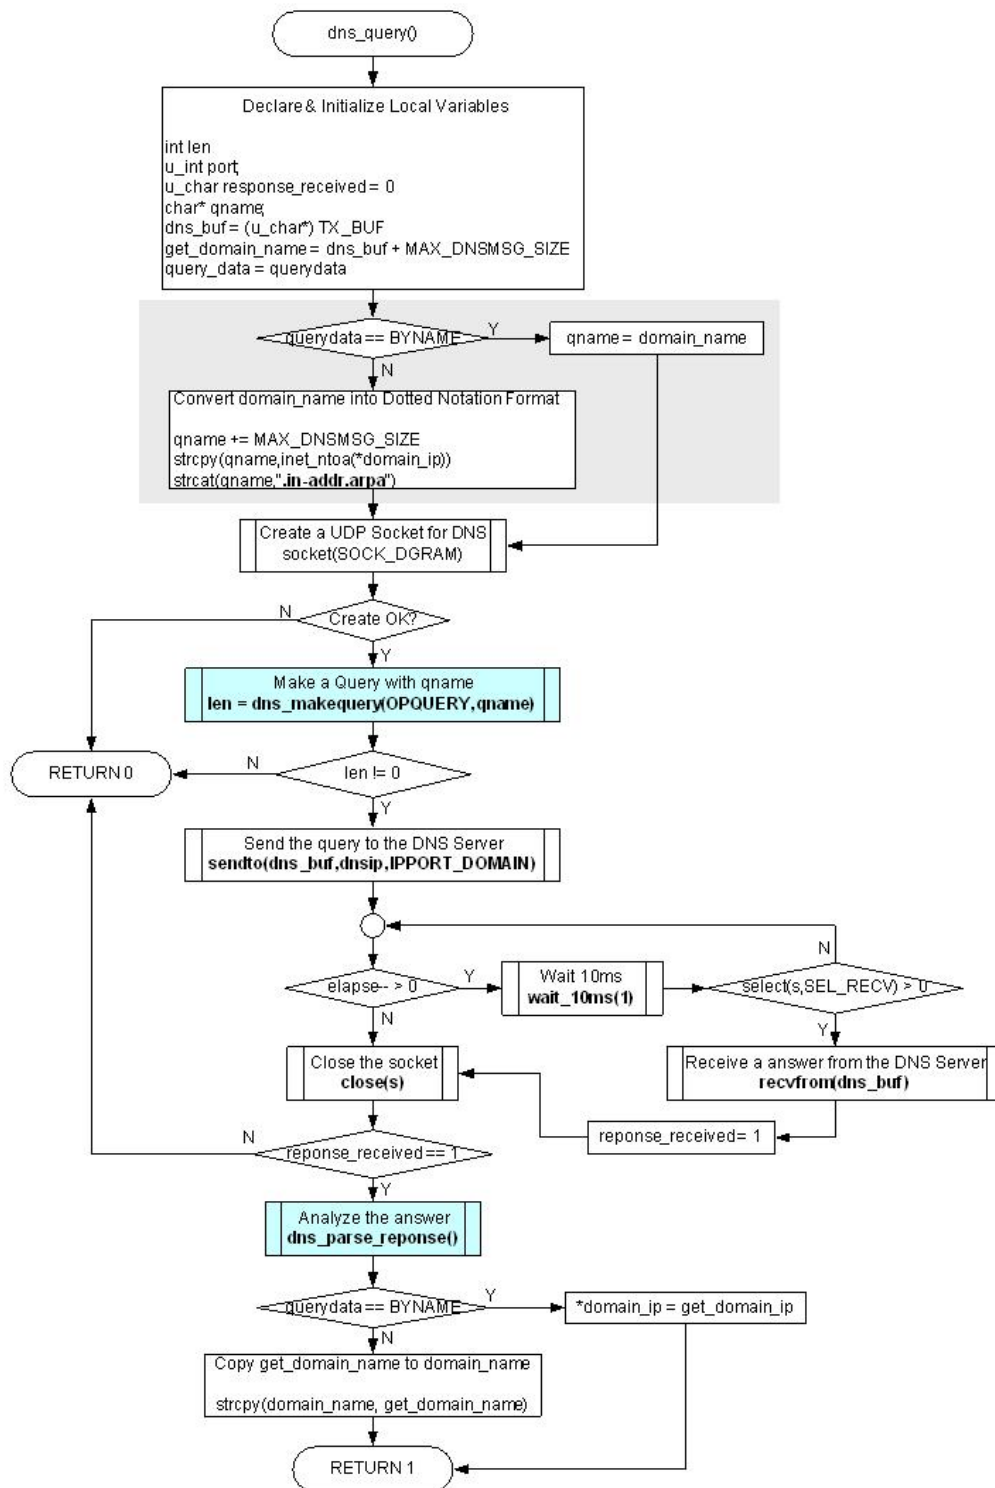 dns_query()
Declare & Initialize Local Variables
int len
u_int port;
u_char response_received = 0
char* qname;
dns_buf = (u_char*) TX_BUF
get_domain_name = dns_buf + MAX_DNSMSG_SIZE
query_data = querydata
querydata == BYNAME
Y
qname = domain_name
N
Convert domain_name into Dotted Notation Format
qname += MAX_DNSMSG_SIZE
strcpy(qname,inet_ntoa(*domain_ip))
strcat(qname,".in-addr.arpa")
Create a UDP Socket for DNS
socket(SOCK_DGRAM)
N
Create OK?
Y
Make a Query with qname
len = dns_makequery(OPQUERY,qname)
RETURN 0
N
len != 0
Y
Send the query to the DNS Server
sendto(dns_buf,dnsip,IPPORT_DOMAIN)
N
elapse-- > 0
Y
Wait 10ms
wait_10ms(1)
select(s,SEL_RECV) > 0
N
Y
Close the socket
close(s)
Receive a answer from the DNS Server
recvfrom(dns_buf)
reponse_received = 1
N
reponse_received == 1
Y
Analyze the answer
dns_parse_reponse()
querydata == BYNAME
Y
*domain_ip = get_domain_ip
N
Copy get_domain_name to domain_name
strcpy(domain_name, get_domain_name)
RETURN 1